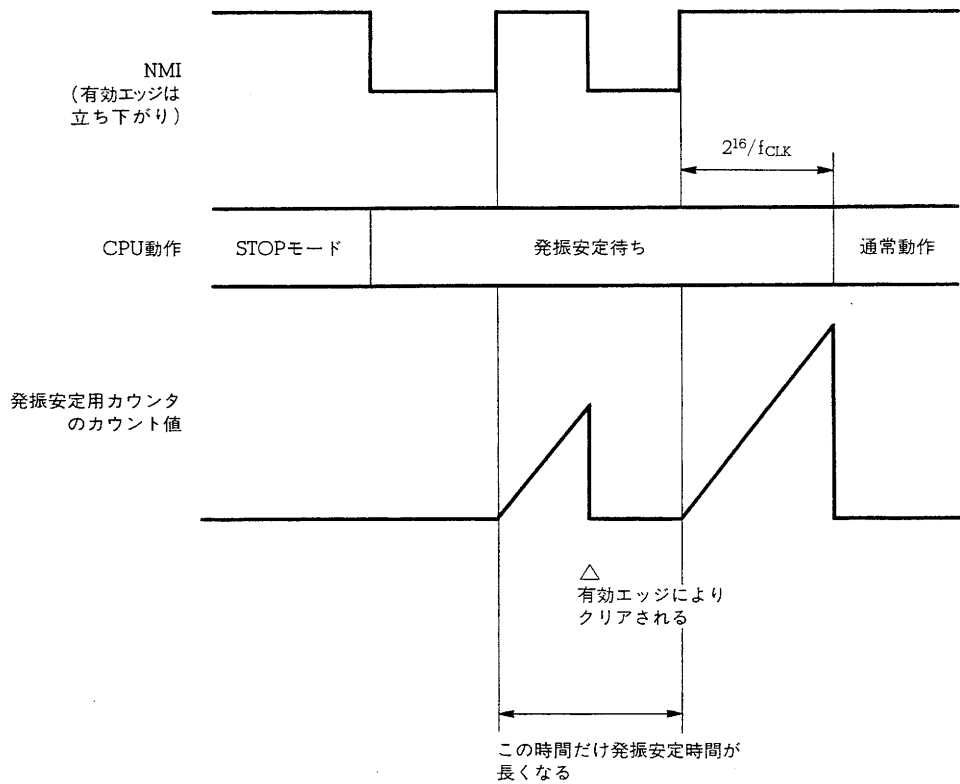 NMI
(有効エッジは
立ち下がり)
2¹⁶/fCLK
CPU動作
STOPモード
発振安定待ち
通常動作
発振安定用カウンタ
のカウント値
△
有効エッジにより
クリアされる
この時間だけ発振安定時間が
長くなる